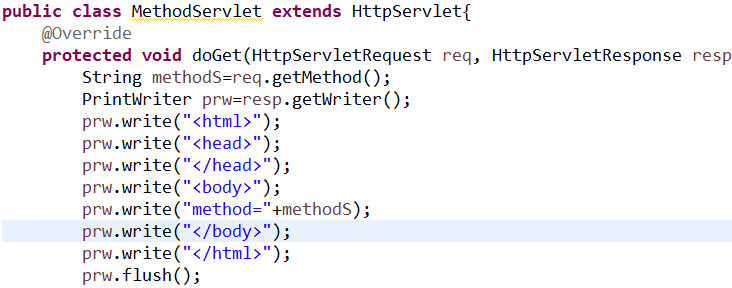 public class MethodServlet extends HttpServlet{
@Override
protected void doGet(HttpServletRequest req, HttpServletResponse resp
String methodS=req.getMethod();
PrintWriter prw=resp.getWriter();
prw.write("<html>");
prw.write("<head>");
prw.write("</head>");
prw.write("<body>");
prw.write("method="+methodS);
prw.write("</body>");
prw.write("</html>");
prw.flush();